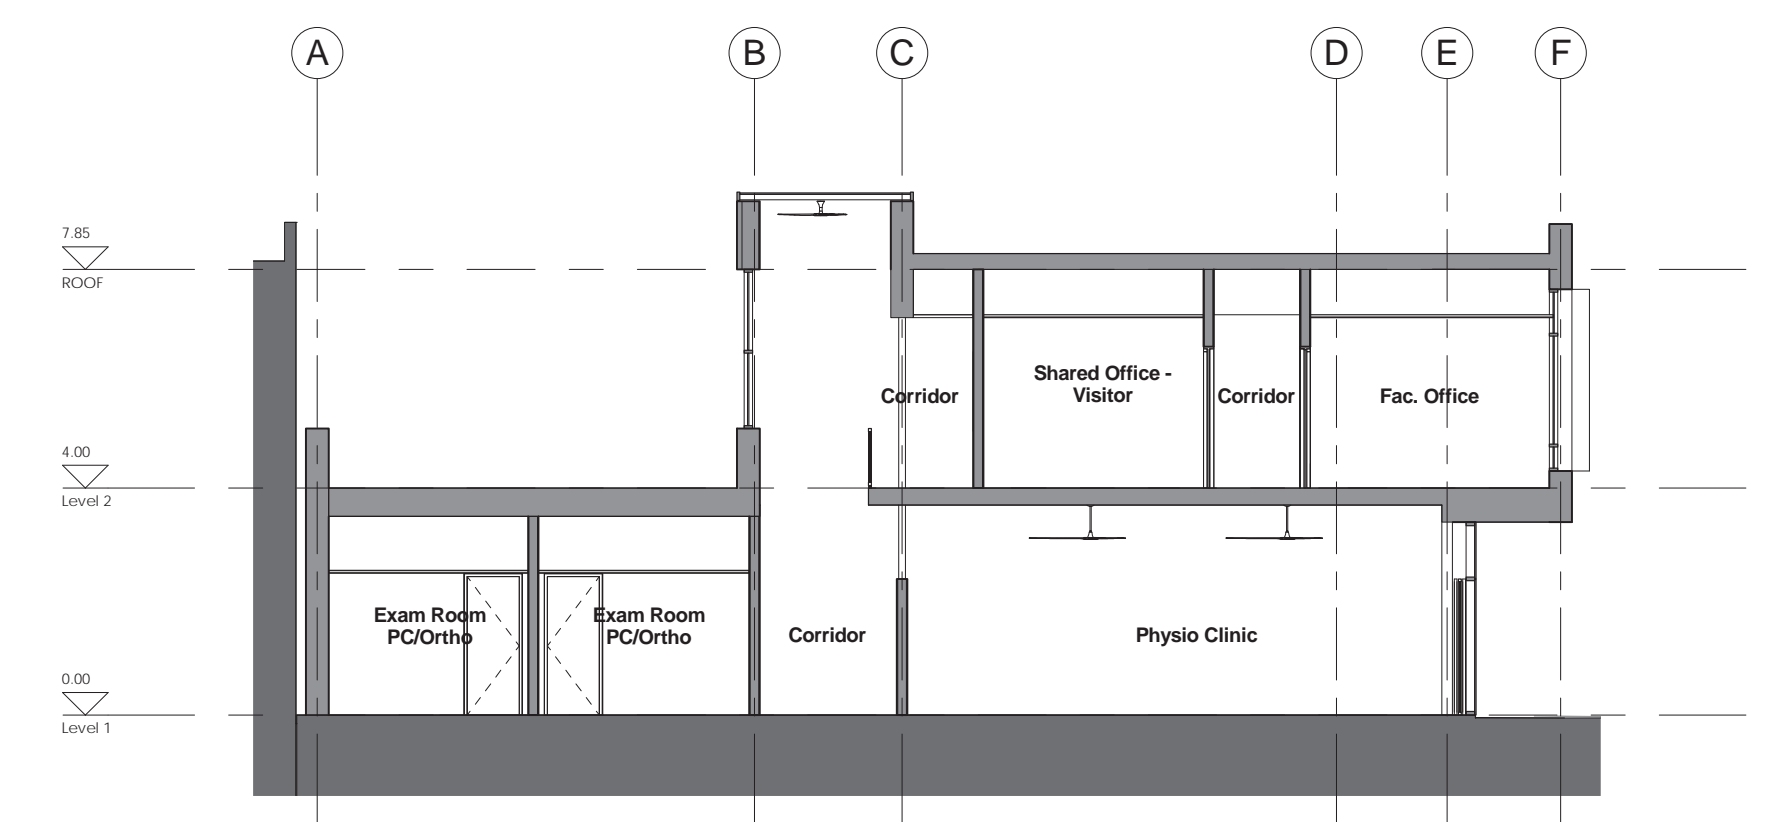 A B C D E F
7.85
ROOF
Shared Office -
Visitor
Corridor
Corridor
Fac. Office
4.00
Level 2
Exam Room
PC/Ortho
Exam Room
PC/Ortho
Corridor
Physio Clinic
0.00
Level 1